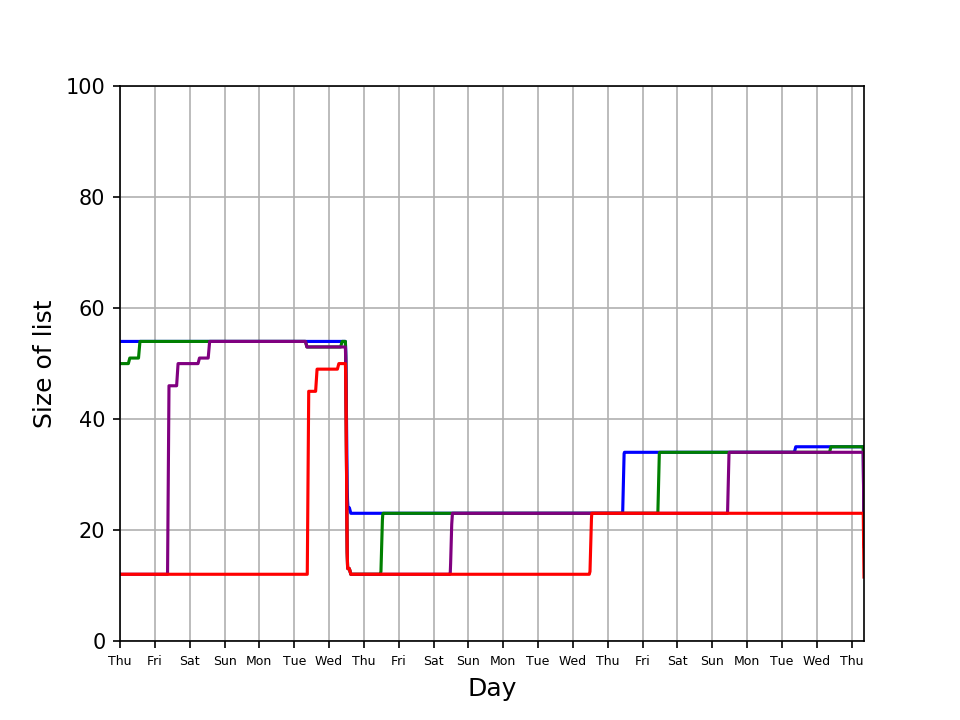 100
80
60
40
20
0
Size of list
Thu Fri Sat Sun Mon Tue Wed Thu Fri Sat Sun Mon Tue Wed Thu Fri Sat Sun Mon Tue Wed Thu
Day